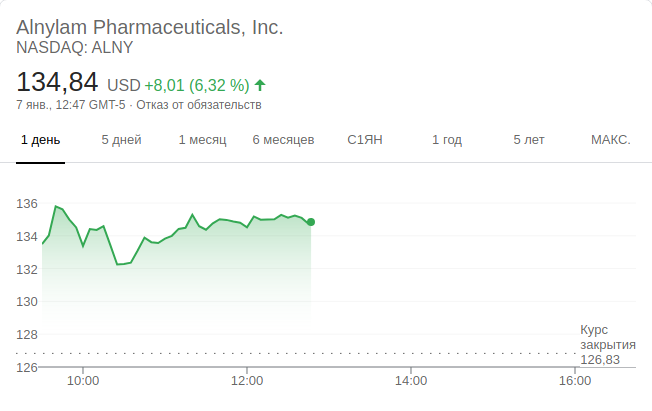 Alnylam Pharmaceuticals, Inc.
NASDAQ: ALNY
134,84 USD +8,01 (6,32 %)
7 янв., 12:47 GMT-5 · Отказ от обязательств
1 день 5 дней 1 месяц 6 месяцев С1ЯН 1 год 5 лет МАКС.
136
134
132
130
128
126
Курс
закрытия
126,83
10:00 12:00 14:00 16:00